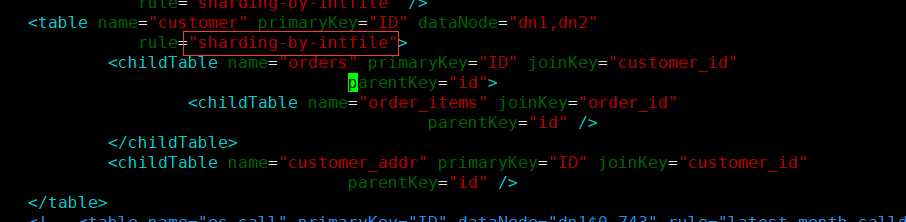 rule="sharding-by-intfile" />
<table name="customer" primaryKey="ID" dataNode="dn1,dn2"
rule="sharding-by-intfile">
<childTable name="orders" primaryKey="ID" joinKey="customer_id"
parentKey="id">
<childTable name="order_items" joinKey="order_id"
parentKey="id" />
</childTable>
<childTable name="customer_addr" primaryKey="ID" joinKey="customer_id"
parentKey="id" />
</table>
<!-- <table name="oc_call" primaryKey="ID" dataNode="dn1$0-743" rule="latest-month-calld